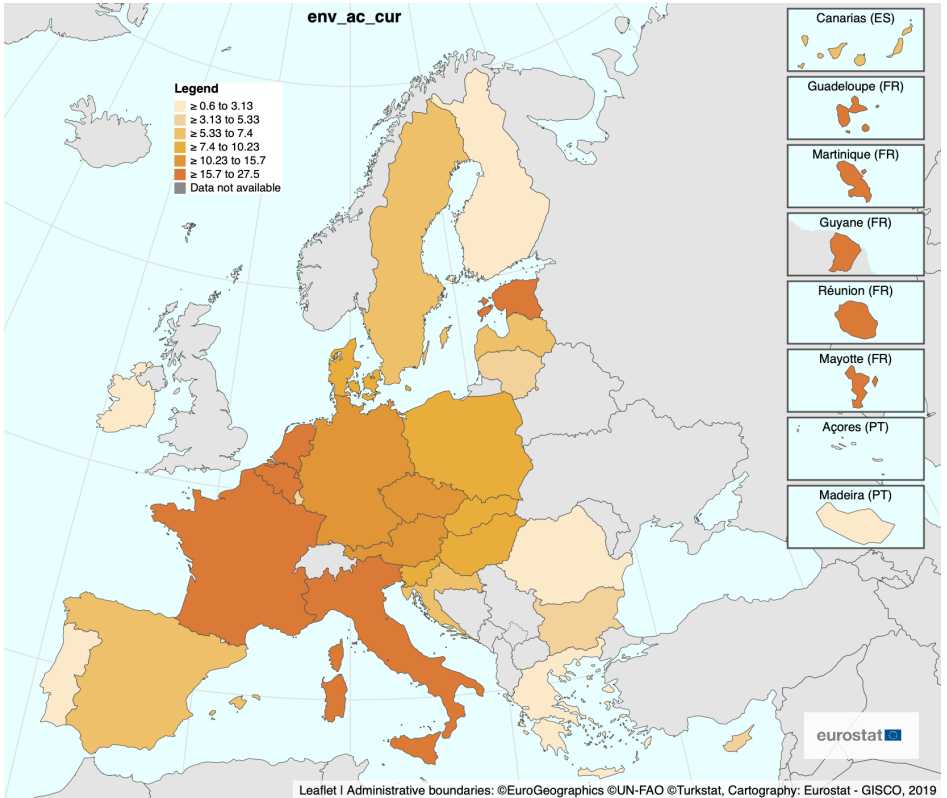 env_ac_cur
Legend
≥ 0.6 to 3.13
≥ 3.13 to 5.33
≥ 5.33 to 7.4
≥ 7.4 to 10.23
≥ 10.23 to 15.7
≥ 15.7 to 27.5
Data not available
Canarias (ES)
Guadeloupe (FR)
Martinique (FR)
Guyane (FR)
Réunion (FR)
Mayotte (FR)
Açores (PT)
Madeira (PT)
eurostat
Leaflet | Administrative boundaries: ©EuroGeographics ©UN-FAO ©Turkstat, Cartography: Eurostat - GISCO, 2019